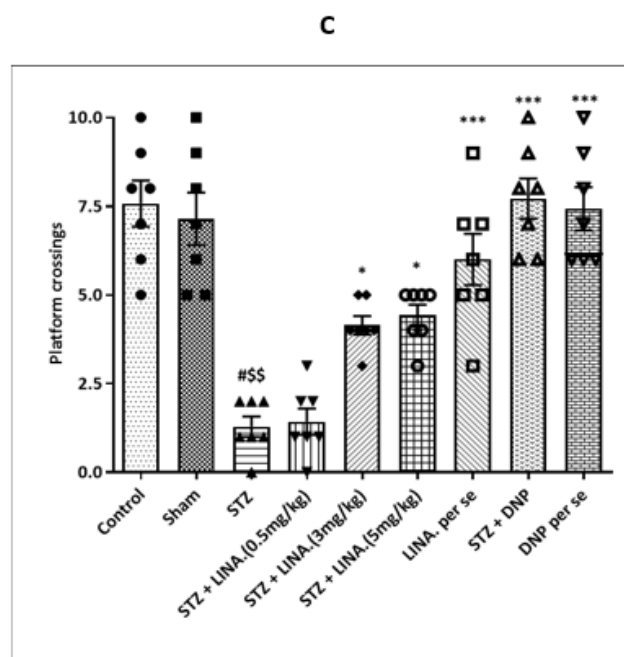 C
***
***
***
*
*
#$$
10.0
7.5
5.0
2.5
0.0
Platform crossings
Control
Sham
STZ
STZ + LINA.(0.5mg/kg)
STZ + LINA.(3mg/kg)
STZ + LINA.(5mg/kg)
LINA. per se
STZ + DNP
DNP per se